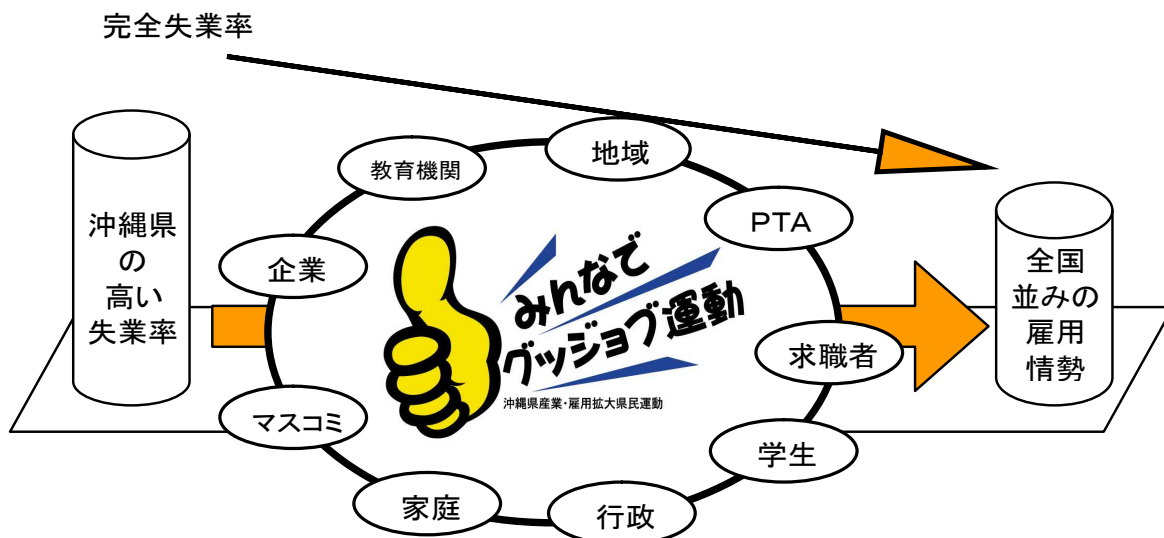 完全失業率
沖縄県
の
高い
失業率
教育機関
地域
PTA
企業
みんなで
グッジョブ運動
沖縄県産業・雇用拡大県民運動
求職者
マスコミ
学生
家庭
行政
全国
並みの
雇用
情勢